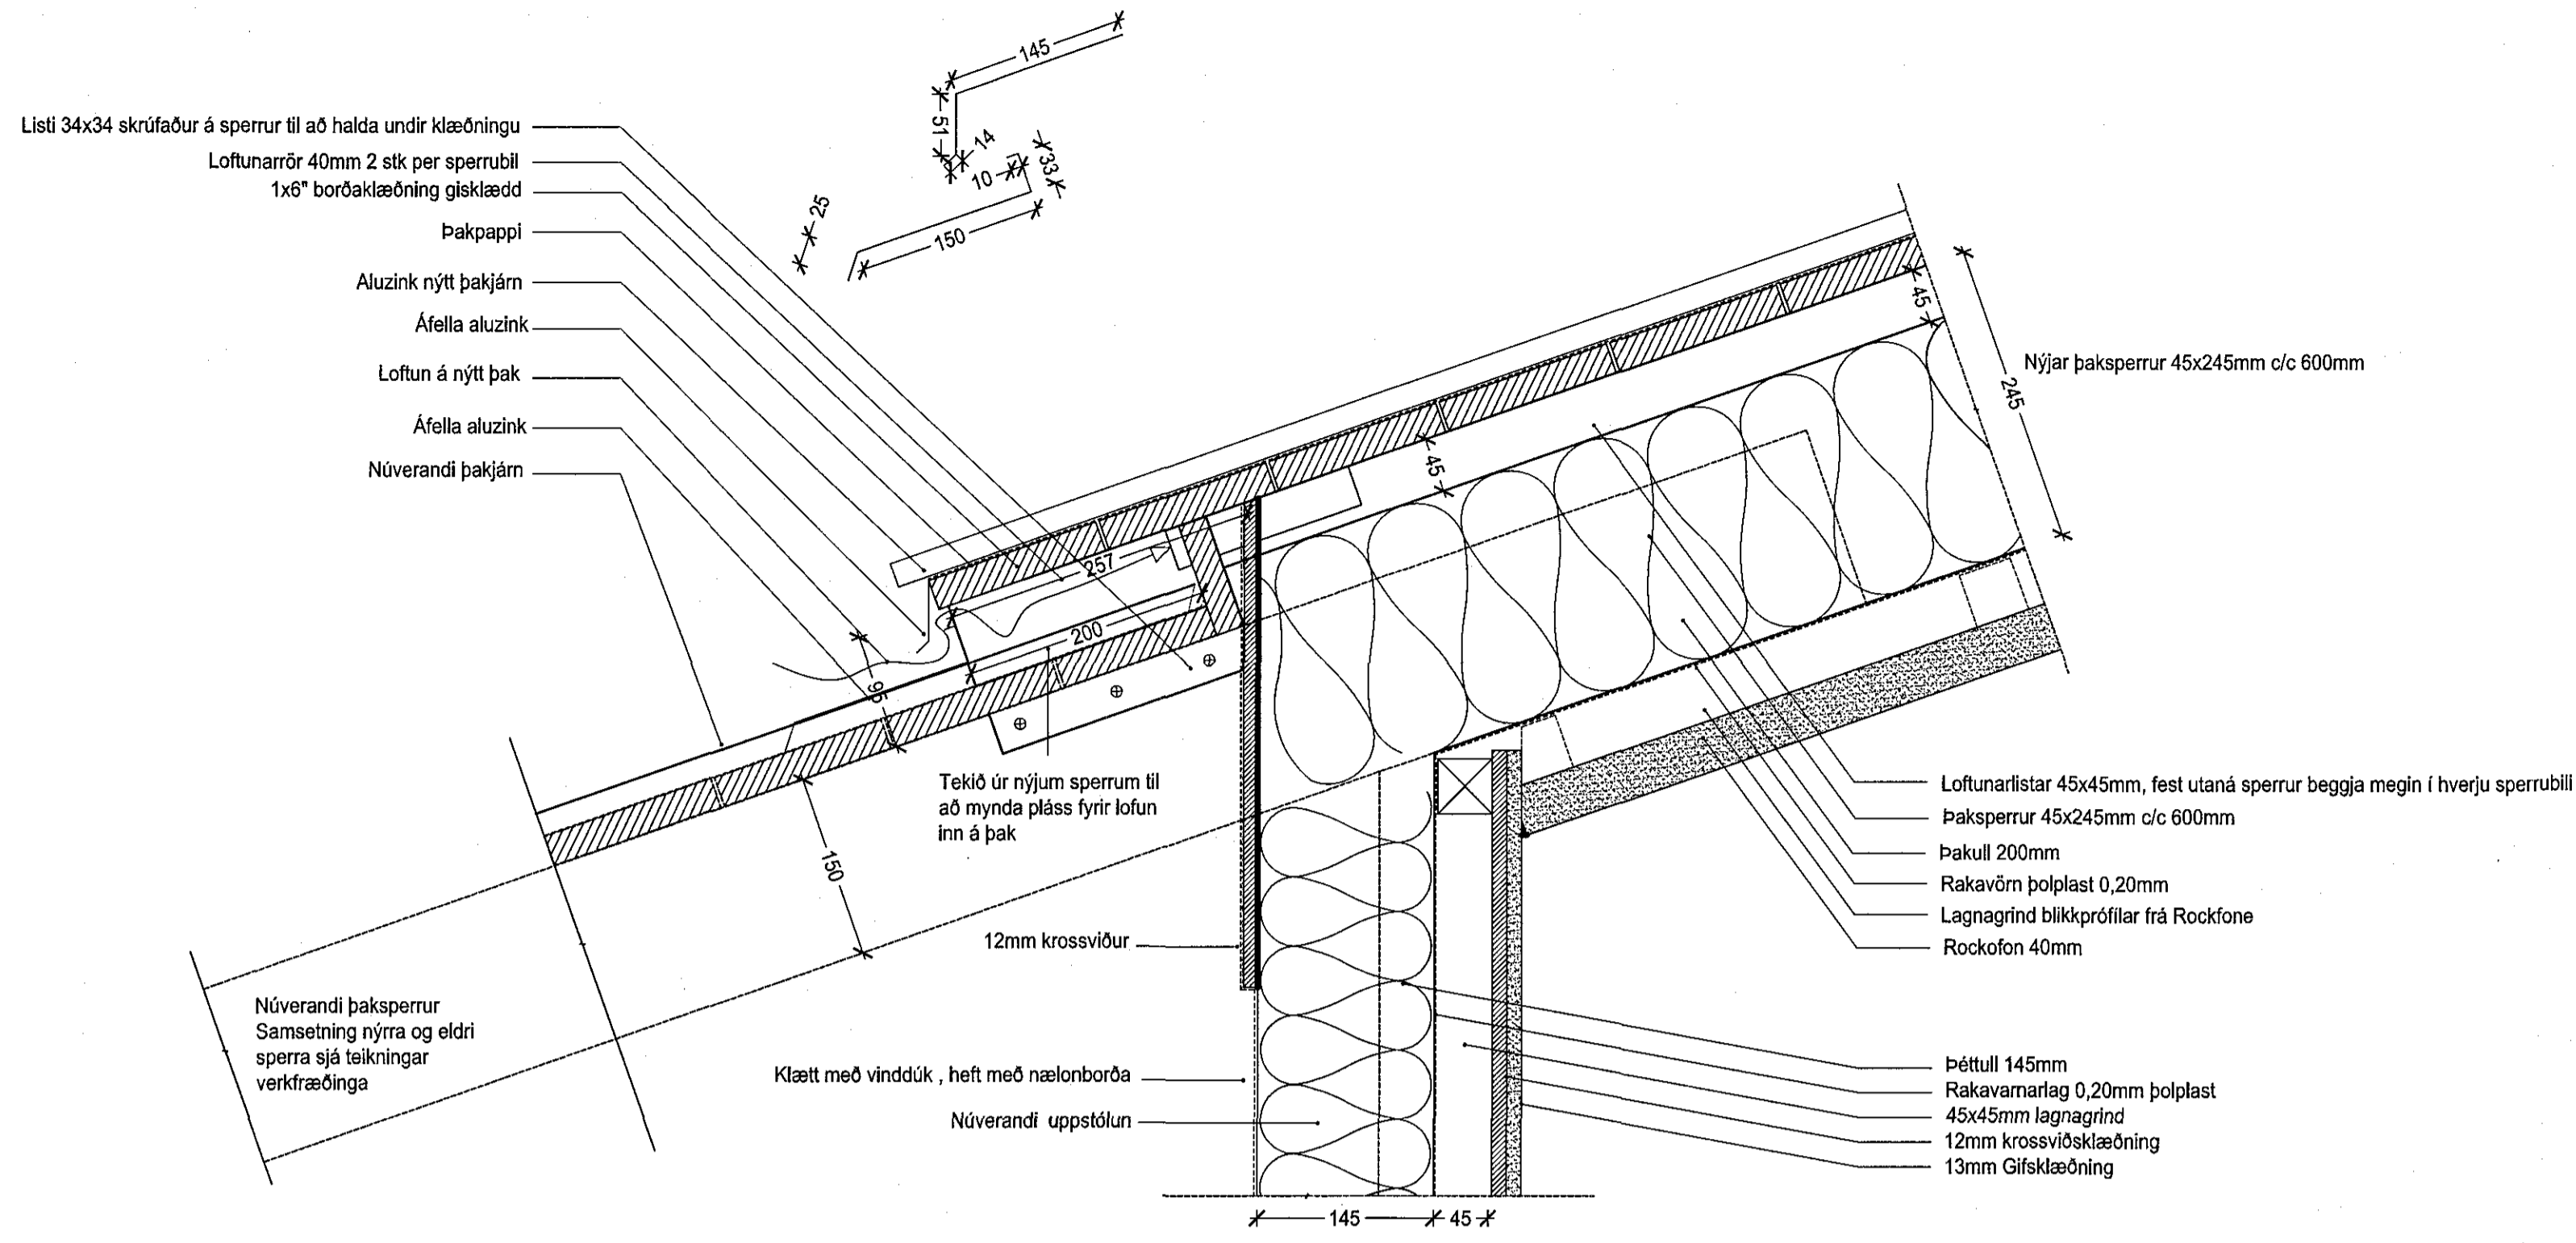 145
51
14
10
33
25
150
Listi 34x34 skrúfaður á sperrur til að halda undir klæðningu
Loftunarrör 40mm 2 stk per sperrubil
1x6" borðaklæðning gisklædd
Þakpappi
Aluzink nýtt þakjárn
Áfella aluzink
Loftun á nýtt þak
Áfella aluzink
Núverandi þakjárn
45
245
Nýjar þaksperrur 45x245mm c/c 600mm
45
257
200
95
150
Tekið úr nýjum sperrum til
að mynda pláss fyrir lofun
inn á þak
Loftunarlistar 45x45mm, fest utaná sperrur beggja megin í hverju sperrubili
Þaksperrur 45x245mm c/c 600mm
Þakull 200mm
Rakavörn þolplast 0,20mm
Lagnagrind blikkprófílar frá Rockfone
Rockofon 40mm
12mm krossviður
Núverandi þaksperrur
Samsetning nýrra og eldri
sperra sjá teikningar
verkfræðinga
Klætt með vinddúk , heft með nælonborða
Núverandi uppstólun
Þéttull 145mm
Rakavarnarlag 0,20mm þolplast
45x45mm lagnagrind
12mm krossviðsklæðning
13mm Gifsklæðning
145
45